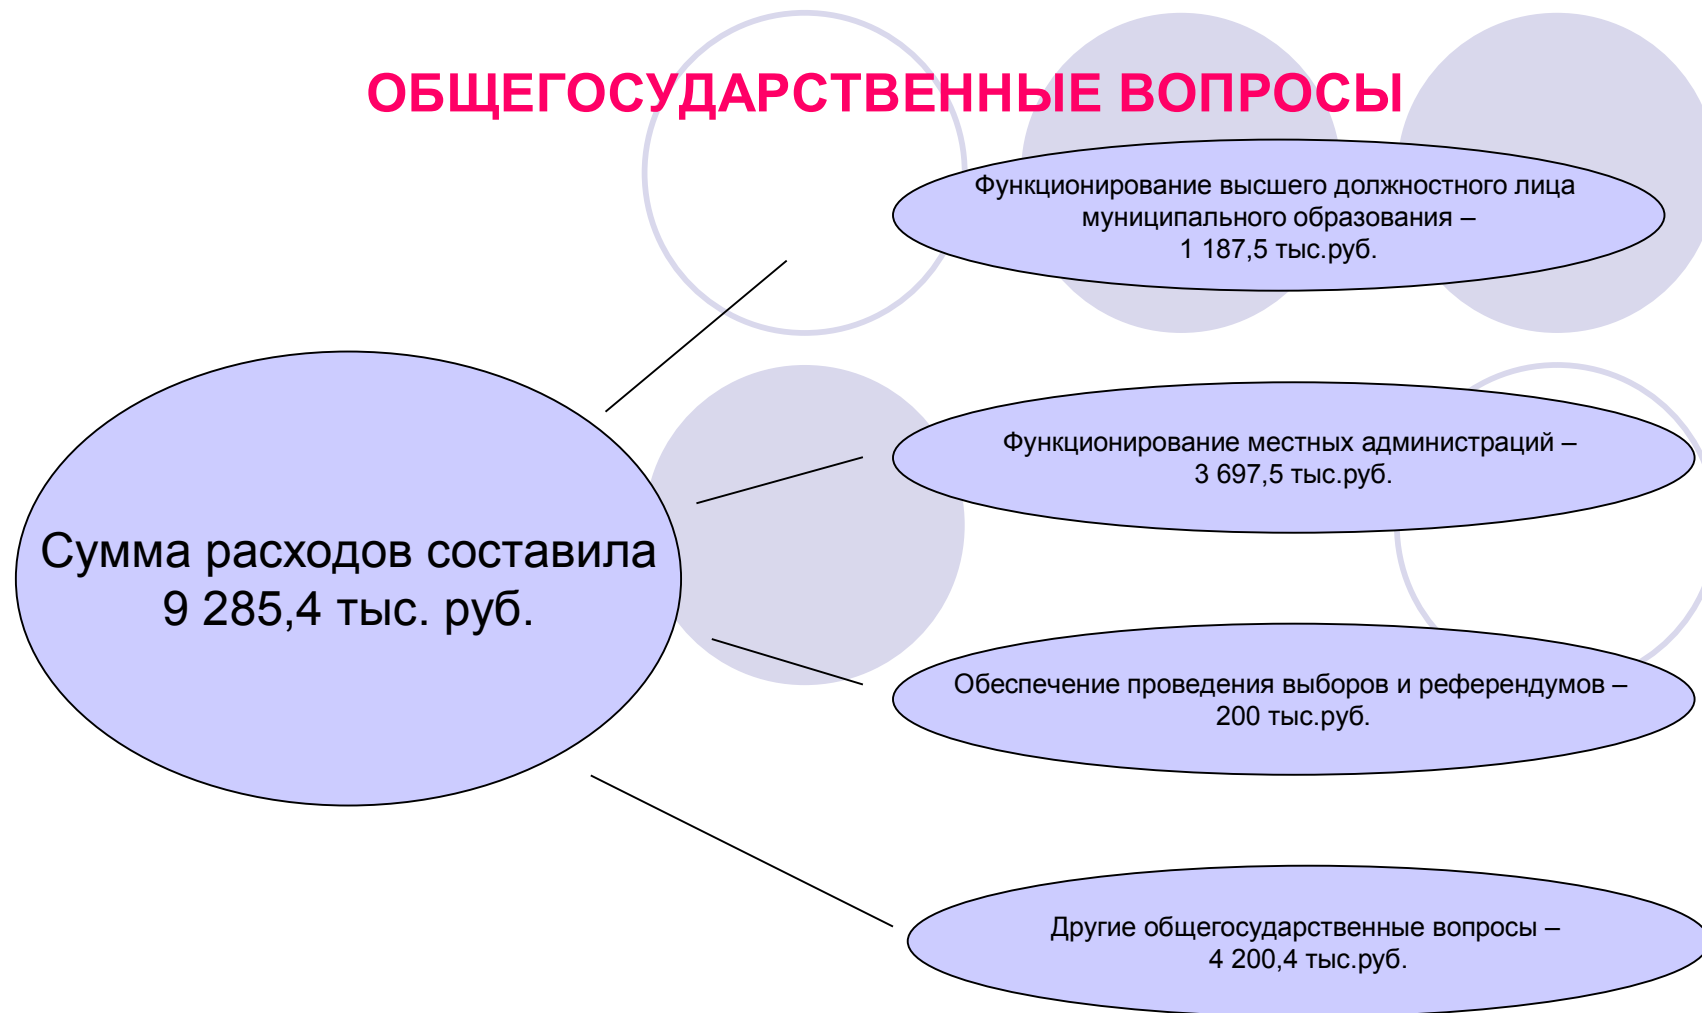 ОБЩЕГОСУДАРСТВЕННЫЕ ВОПРОСЫ
Функционирование высшего должностного лица
муниципального образования –
1 187,5 тыс.руб.
Функционирование местных администраций –
3 697,5 тыс.руб.
Сумма расходов составила
9 285,4 тыс. руб.
Обеспечение проведения выборов и референдумов –
200 тыс.руб.
Другие общегосударственные вопросы –
4 200,4 тыс.руб.